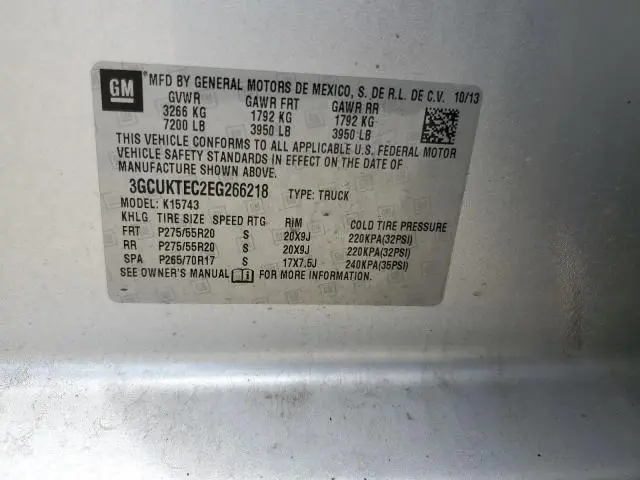 GM ®MFD BY GENERAL MOTORS DE MEXICO, S. DE R.L. DE C.V. 10/13
GVWR GAWR FRT GAWR RR
3266 KG 1792 KG 1792 KG
7200 LB 3950 LB 3950 LB
THIS VEHICLE CONFORMS TO ALL APPLICABLE U.S. FEDERAL MOTOR
VEHICLE SAFETY STANDARDS IN EFFECT ON THE DATE OF
MANUFACTURE SHOWN ABOVE.
3GCUKTEC2EG266218 TYPE: TRUCK
MODEL: K15743
KHLG TIRE SIZE SPEED RTG RIM COLD TIRE PRESSURE
FRT P275/55R20 S 20X9J 220KPA(32PSI)
RR P275/55R20 S 20X9J 220KPA(32PSI)
SPA P265/70R17 S 17X7.5J 240KPA(35PSI)
SEE OWNER'S MANUAL FOR MORE INFORMATION.